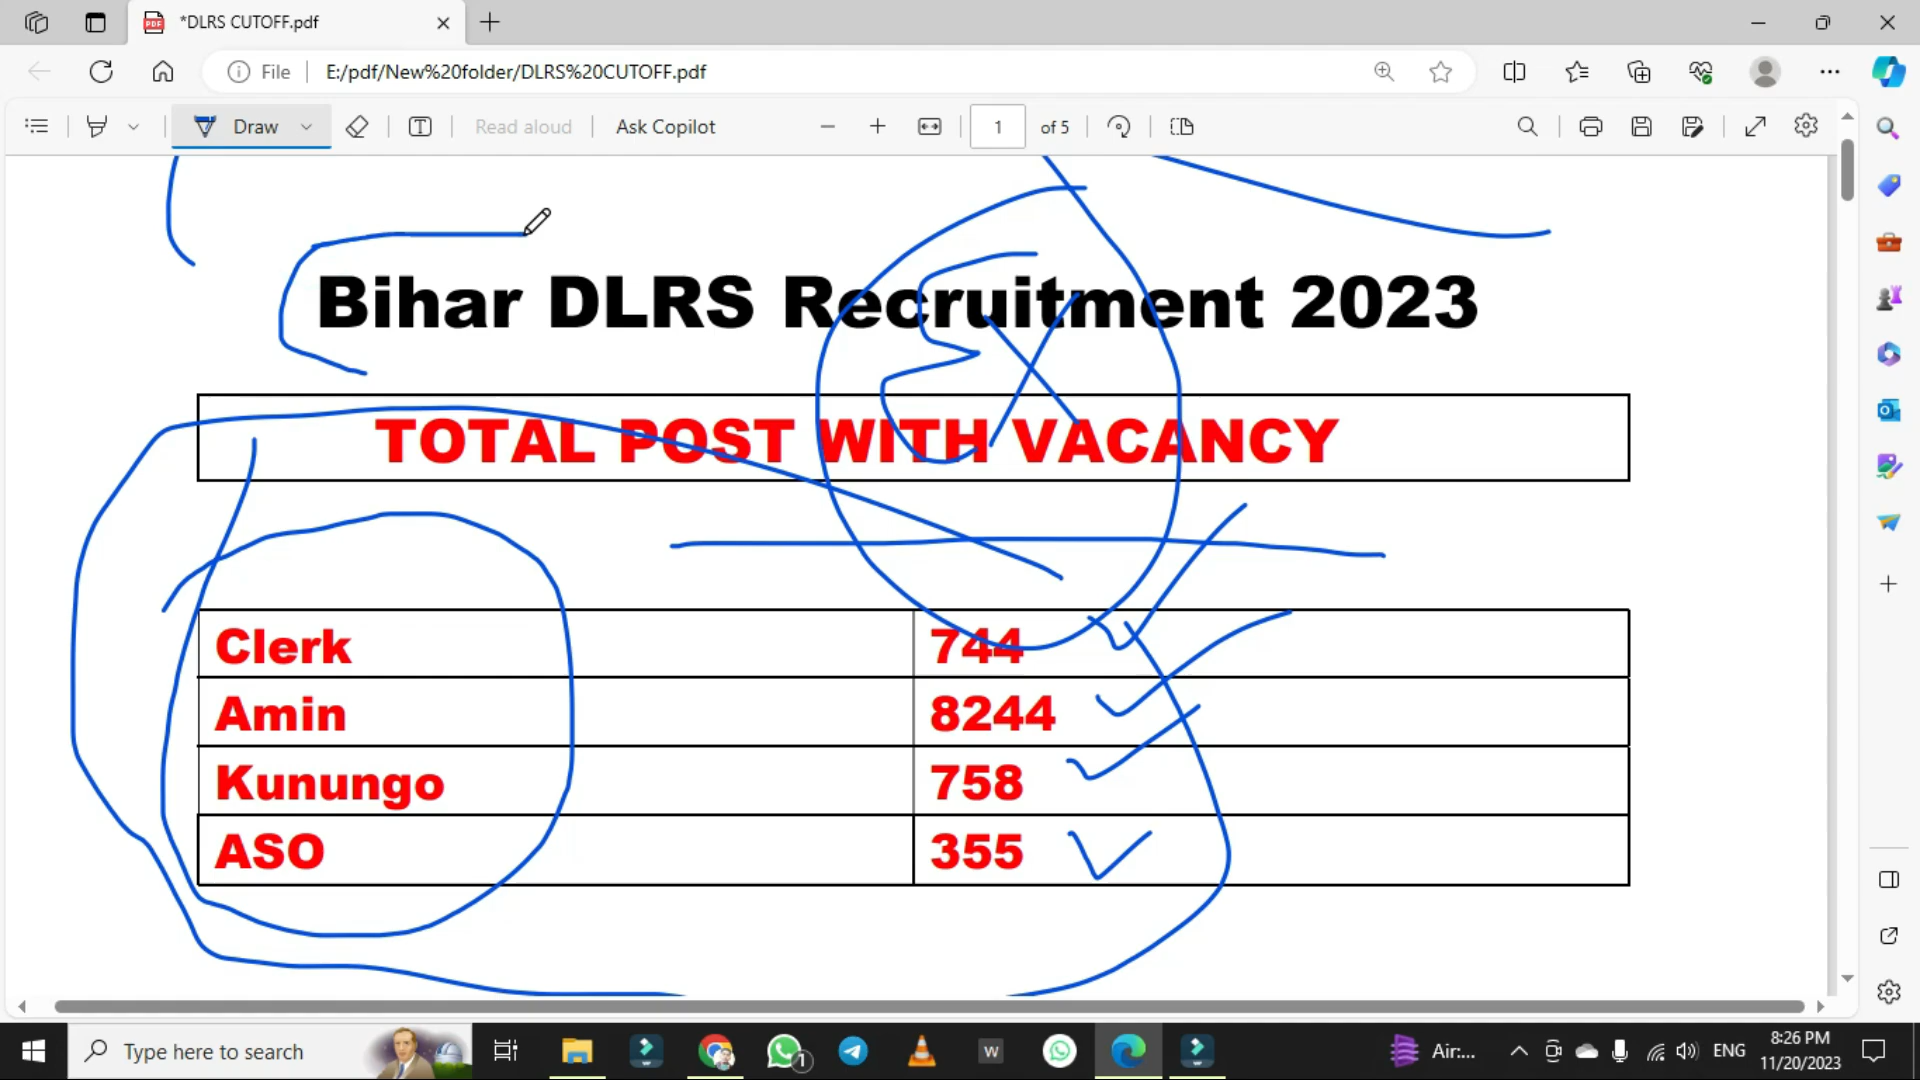 *DLRS CUTOFF.pdf
File
E:/pdf/New%20folder/DLRS%20CUTOFF.pdf
Draw
Read aloud
Ask Copilot
1
of 5
Bihar DLRS Recruitment 2023
TOTAL POST WITH VACANCY
Clerk 744
Amin 8244
Kunungo 758
ASO 355
Type here to search
1
W
Air:...
ENG
8:26 PM
11/20/2023